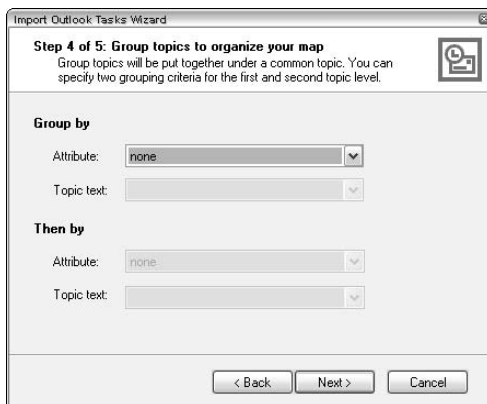 Import Outlook Tasks Wizard
Step 4 of 5: Group topics to organize your map
Group topics will be put together under a common topic. You can
specify two grouping criteria for the first and second topic level.
Group by
Attribute: none
Topic text:
Then by
Attribute: none
Topic text:
< Back Next > Cancel